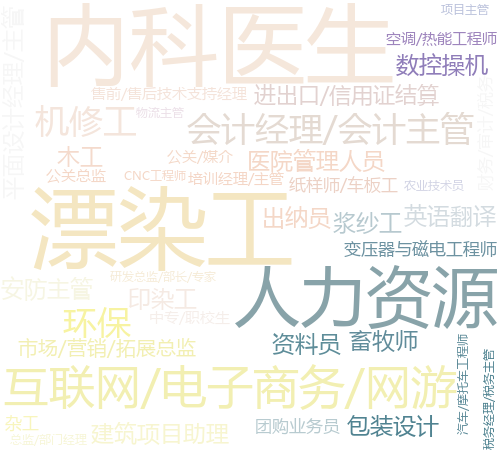 项目主管
内科医生
空调/热能工程师
数控操机
售前/售后技术支持经理
进出口/信用证结算
机修工
物流主管
会计经理/会计主管
木工
公关/媒介
医院管理人员
公关总监
CNC工程师
培训经理/主管
纸样师/车板工
农业技术员
漂染工
出纳员
浆纱工
英语翻译
变压器与磁电工程师
研发总监/部长/专家
人力资源
安防主管
印染工
环保
中专/职校生
市场/营销/拓展总监
资料员
畜牧师
汽车/摩托车工程师
税务经理/税务主管
互联网/电子商务/网游
杂工
总监/部门经理
建筑项目助理
团购业务员
包装设计